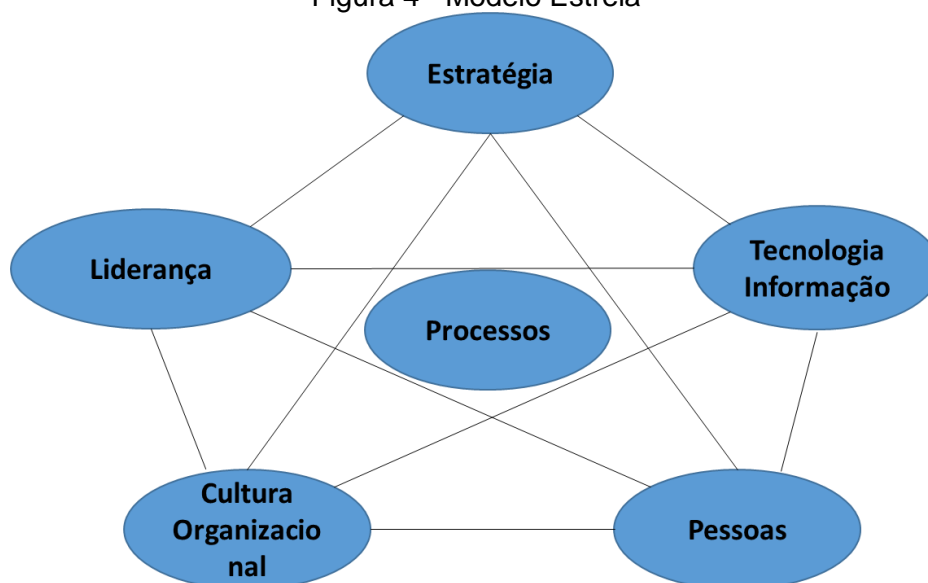 Figura 4 - Modelo Estrela
Estratégia
Liderança
Tecnologia
Informação
Processos
Cultura
Organizacio
nal
Pessoas